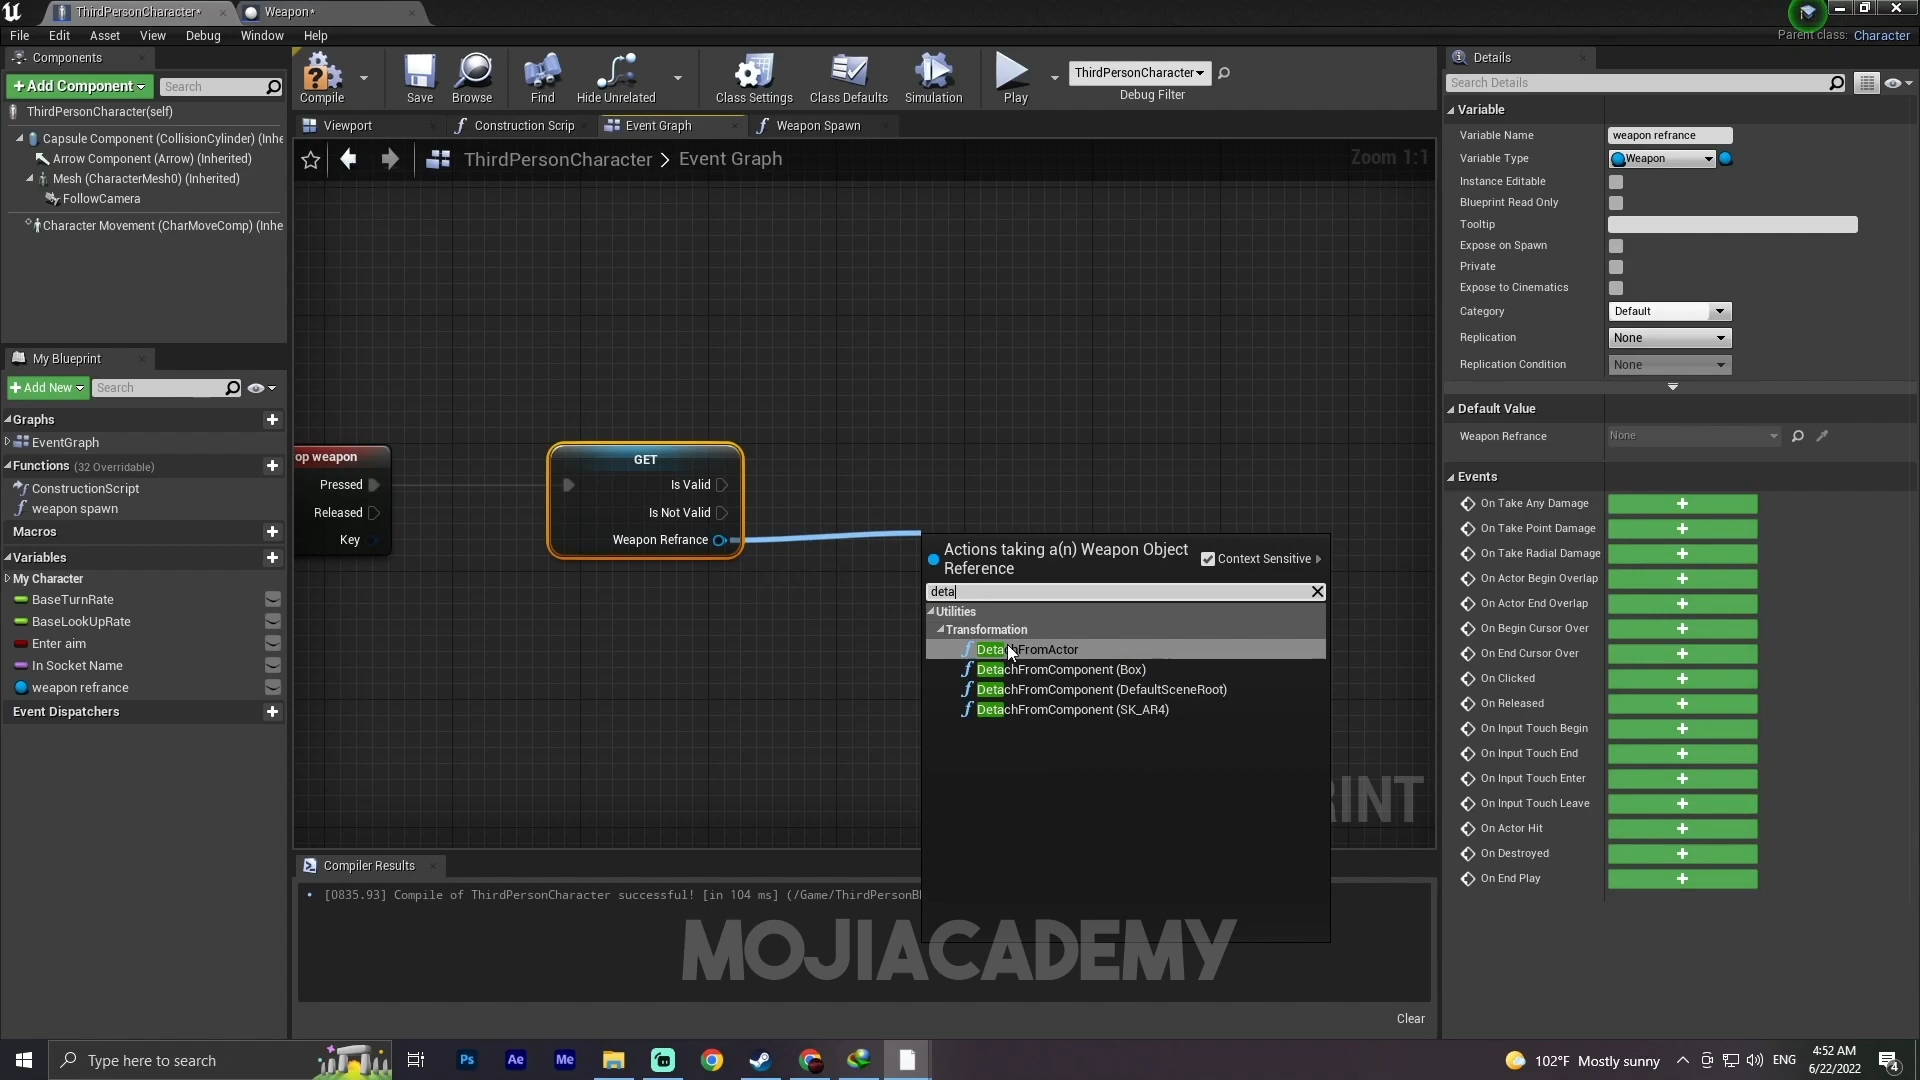 ThirdPersonCharacter*
Weapon*
File Edit Asset View Debug Window Help
Parent class: Character
Components
+Add Component
Search
ThirdPersonCharacter(self)
Capsule Component (CollisionCylinder) (Inhe
Arrow Component (Arrow) (Inherited)
Mesh (CharacterMesh0) (Inherited)
FollowCamera
Character Movement (CharMoveComp) (Inhe
Compile
Save
Browse
Find
Hide Unrelated
Class Settings
Class Defaults
Simulation
Play
ThirdPersonCharacter
Debug Filter
Viewport
Construction Scrip
Event Graph
Weapon Spawn
ThirdPersonCharacter > Event Graph
Zoom 1:1
My Blueprint
+Add New
Search
Graphs
EventGraph
Functions (32 Overridable)
ConstructionScript
weapon spawn
Macros
Variables
My Character
BaseTurnRate
BaseLookUpRate
Enter aim
In Socket Name
weapon refrance
Event Dispatchers
op weapon
Pressed
Released
Key
GET
Is Valid
Is Not Valid
Weapon Refrance
Actions taking a(n) Weapon Object
Reference
Context Sensitive
deta
Utilities
Transformation
DetachFromActor
DetachFromComponent (Box)
DetachFromComponent (DefaultSceneRoot)
DetachFromComponent (SK_AR4)
RINT
Compiler Results
[0835.93] Compile of ThirdPersonCharacter successful! [in 104 ms] (/Game/ThirdPersonB
MOJIACADEMY
Clear
Details
Search Details
Variable
Variable Name weapon refrance
Variable Type Weapon
Instance Editable
Blueprint Read Only
Tooltip
Expose on Spawn
Private
Expose to Cinematics
Category Default
Replication None
Replication Condition None
Default Value
Weapon Refrance None
Events
On Take Any Damage
On Take Point Damage
On Take Radial Damage
On Actor Begin Overlap
On Actor End Overlap
On Begin Cursor Over
On End Cursor Over
On Clicked
On Released
On Input Touch Begin
On Input Touch End
On Input Touch Enter
On Input Touch Leave
On Actor Hit
On Destroyed
On End Play
Type here to search
Ps
Ae
Me
102°F Mostly sunny
ENG
4:52 AM
6/22/2022
4